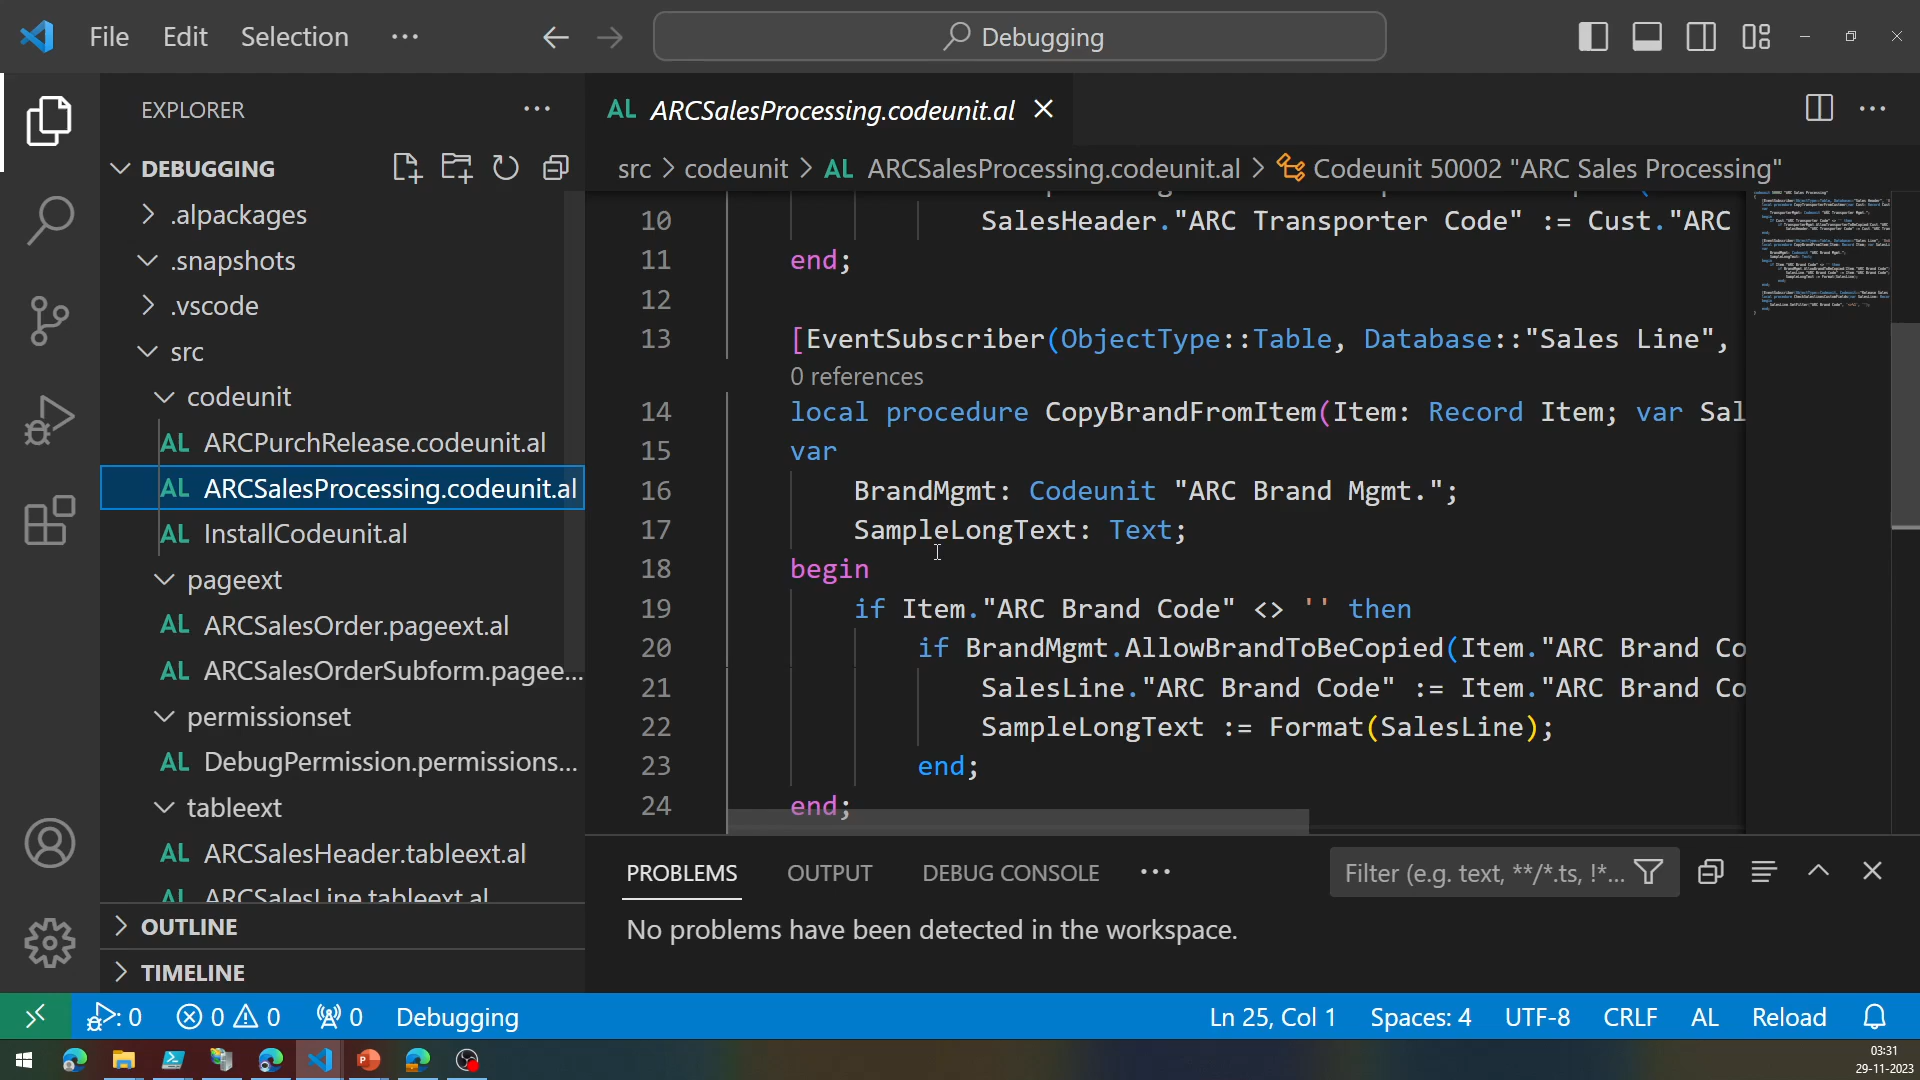 File Edit Selection ···
Debugging
EXPLORER ···
DEBUGGING
.alpackages
.snapshots
.vscode
src
codeunit
AL ARCPurchRelease.codeunit.al
AL ARCSalesProcessing.codeunit.al
AL InstallCodeunit.al
pageext
AL ARCSalesOrder.pageext.al
AL ARCSalesOrderSubform.pagee...
permissionset
AL DebugPermission.permissions...
tableext
AL ARCSalesHeader.tableext.al
AL ARCSalesLine.tableext.al
OUTLINE
TIMELINE
AL ARCSalesProcessing.codeunit.al
src > codeunit > AL ARCSalesProcessing.codeunit.al > Codeunit 50002 "ARC Sales Processing"
10 SalesHeader."ARC Transporter Code" := Cust."ARC
11 end;
12
13 [EventSubscriber(ObjectType::Table, Database::"Sales Line",
0 references
14 local procedure CopyBrandFromItem(Item: Record Item; var Sal
15 var
16 BrandMgmt: Codeunit "ARC Brand Mgmt.";
17 SampleLongText: Text;
18 begin
19 if Item."ARC Brand Code" <> '' then
20 if BrandMgmt.AllowBrandToBeCopied(Item."ARC Brand Co
21 SalesLine."ARC Brand Code" := Item."ARC Brand Co
22 SampleLongText := Format(SalesLine);
23 end;
24 end;
PROBLEMS OUTPUT DEBUG CONSOLE ···
Filter (e.g. text, **/*.ts, !*...
No problems have been detected in the workspace.
: 0 0 0 0 Debugging
Ln 25, Col 1 Spaces: 4 UTF-8 CRLF AL Reload
03:31
29-11-2023